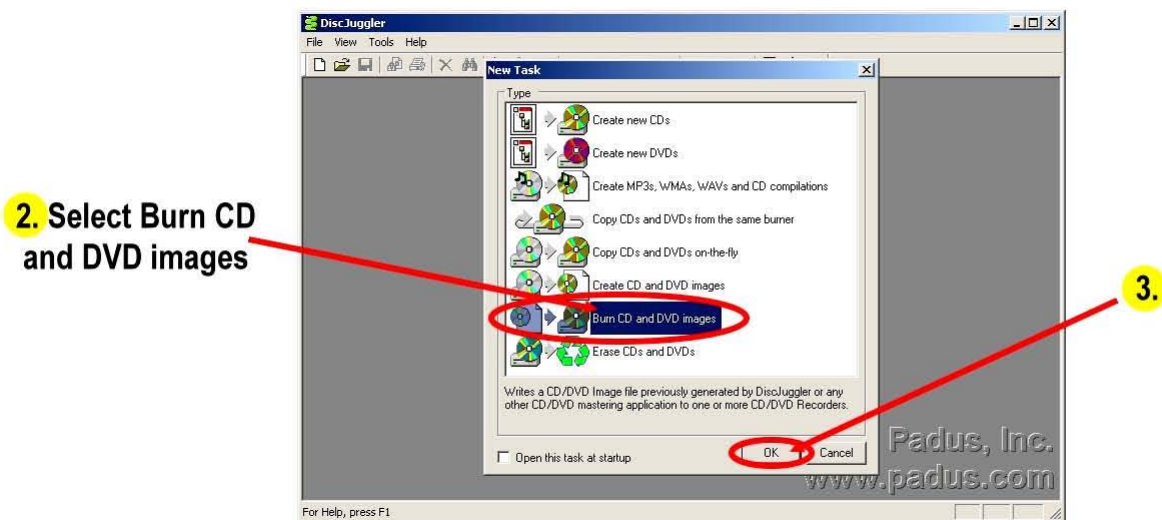 DiscJuggler
File View Tools Help
New Task
Type
Create new CDs
Create new DVDs
Create MP3s, WMAs, WAVs and CD compilations
Copy CDs and DVDs from the same burner
Copy CDs and DVDs on-the-fly
Create CD and DVD images
Burn CD and DVD images
Erase CDs and DVDs
Writes a CD/DVD Image file previously generated by DiscJuggler or any
other CD/DVD mastering application to one or more CD/DVD Recorders.
Open this task at startup
OK
Cancel
2. Select Burn CD
and DVD images
3.
Padus, Inc.
www.padus.com
For Help, press F1